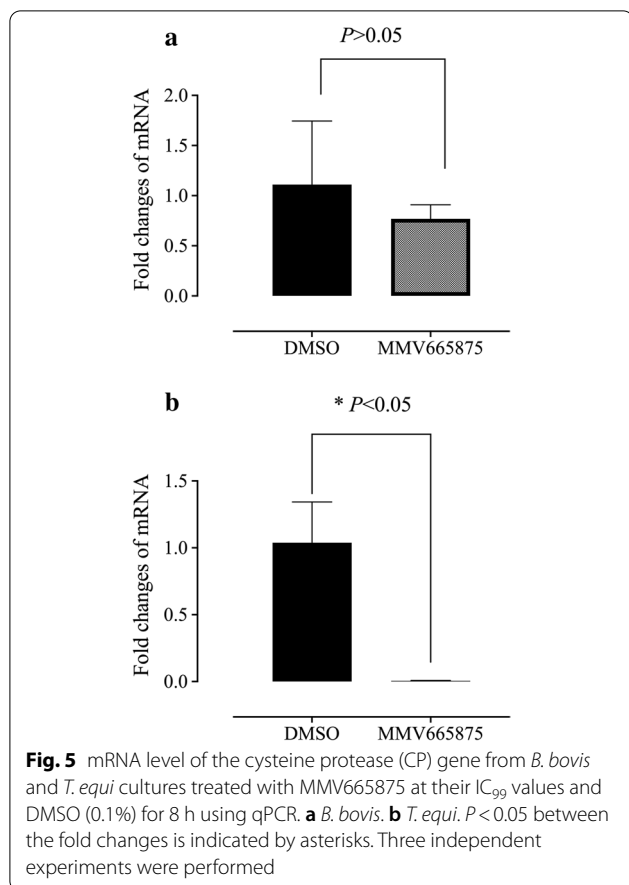 a
P>0.05
Fold changes of mRNA
2.0
1.5
1.0
0.5
0.0
DMSO MMV665875
b
* P<0.05
Fold changes of mRNA
1.5
1.0
0.5
0.0
DMSO MMV665875
Fig. 5 mRNA level of the cysteine protease (CP) gene from B. bovis
and T. equi cultures treated with MMV665875 at their IC99 values and
DMSO (0.1%) for 8 h using qPCR. a B. bovis. b T. equi. P < 0.05 between
the fold changes is indicated by asterisks. Three independent
experiments were performed